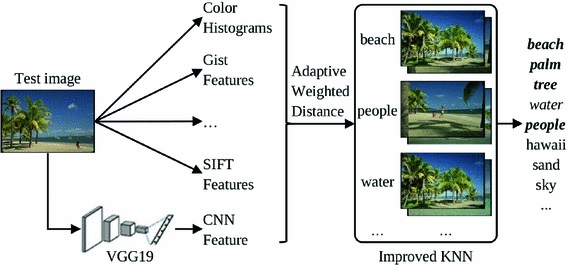 Test image
Color
Histograms
Gist
Features
...
SIFT
Features
CNN
Feature
VGG19
Adaptive
Weighted
Distance
beach
people
water
... ...
Improved KNN
beach
palm
tree
water
people
hawaii
sand
sky
...